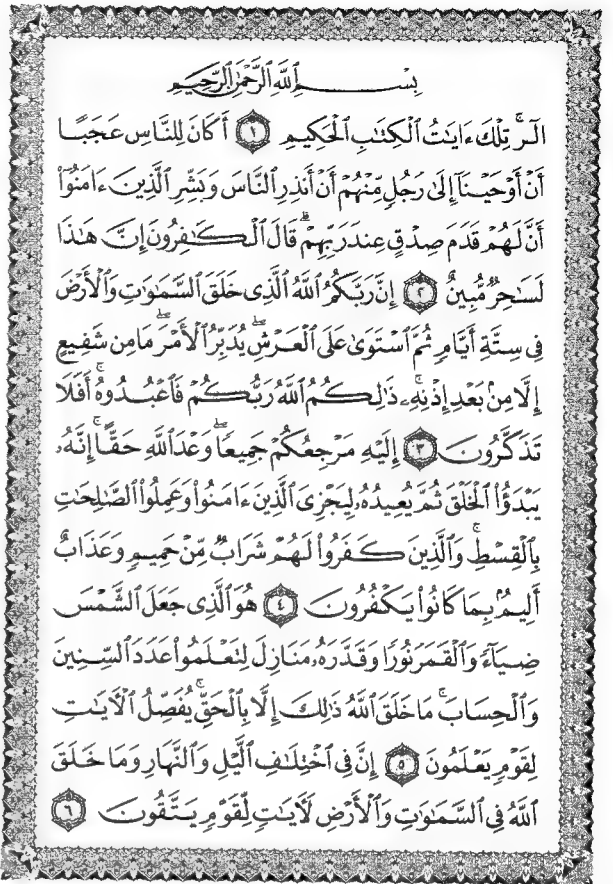 بِسْمِ ٱللَّهِ ٱلرَّحْمَٰنِ ٱلرَّحِيمِ
الٓرۚ تِلْكَ ءَايَٰتُ ٱلْكِتَٰبِ ٱلْحَكِيمِ ١ أَكَانَ لِلنَّاسِ عَجَبًا
أَنْ أَوْحَيْنَآ إِلَىٰ رَجُلٍ مِّنْهُمْ أَنْ أَنذِرِ ٱلنَّاسَ وَبَشِّرِ ٱلَّذِينَ ءَامَنُوٓا۟
أَنَّ لَهُمْ قَدَمَ صِدْقٍ عِندَ رَبِّهِمْۗ قَالَ ٱلْكَٰفِرُونَ إِنَّ هَٰذَا
لَسَٰحِرٌ مُّبِينٌ ٢ إِنَّ رَبَّكُمُ ٱللَّهُ ٱلَّذِى خَلَقَ ٱلسَّمَٰوَٰتِ وَٱلْأَرْضَ
فِى سِتَّةِ أَيَّامٍ ثُمَّ ٱسْتَوَىٰ عَلَى ٱلْعَرْشِۖ يُدَبِّرُ ٱلْأَمْرَۖ مَا مِن شَفِيعٍ
إِلَّا مِنۢ بَعْدِ إِذْنِهِۦۚ ذَٰلِكُمُ ٱللَّهُ رَبُّكُمْ فَٱعْبُدُوهُۚ أَفَلَا
تَذَكَّرُونَ ٣ إِلَيْهِ مَرْجِعُكُمْ جَمِيعًاۖ وَعْدَ ٱللَّهِ حَقًّاۚ إِنَّهُۥ
يَبْدَؤُا۟ ٱلْخَلْقَ ثُمَّ يُعِيدُهُۥ لِيَجْزِىَ ٱلَّذِينَ ءَامَنُوا۟ وَعَمِلُوا۟ ٱلصَّٰلِحَٰتِ
بِٱلْقِسْطِۚ وَٱلَّذِينَ كَفَرُوا۟ لَهُمْ شَرَابٌ مِّنْ حَمِيمٍ وَعَذَابٌ
أَلِيمٌۢ بِمَا كَانُوا۟ يَكْفُرُونَ ٤ هُوَ ٱلَّذِى جَعَلَ ٱلشَّمْسَ
ضِيَآءً وَٱلْقَمَرَ نُورًا وَقَدَّرَهُۥ مَنَازِلَ لِتَعْلَمُوا۟ عَدَدَ ٱلسِّنِينَ
وَٱلْحِسَابَۚ مَا خَلَقَ ٱللَّهُ ذَٰلِكَ إِلَّا بِٱلْحَقِّۚ يُفَصِّلُ ٱلْءَايَٰتِ
لِقَوْمٍ يَعْلَمُونَ ٥ إِنَّ فِى ٱخْتِلَٰفِ ٱلَّيْلِ وَٱلنَّهَارِ وَمَا خَلَقَ
ٱللَّهُ فِى ٱلسَّمَٰوَٰتِ وَٱلْأَرْضِ لَءَايَٰتٍ لِّقَوْمٍ يَتَّقُونَ ٦